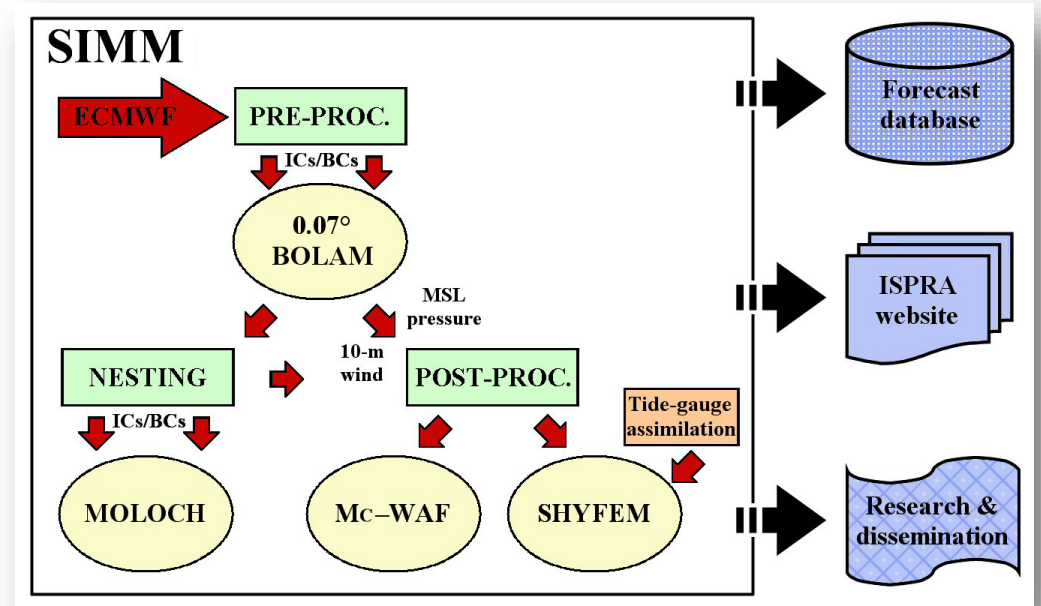 SIMM
ECMWF
PRE-PROC.
ICs/BCs
0.07°
BOLAM
MSL
pressure
10-m
wind
NESTING
POST-PROC.
ICs/BCs
Tide-gauge
assimilation
MOLOCH
Mc–WAF
SHYFEM
Forecast
database
ISPRA
website
Research &
dissemination